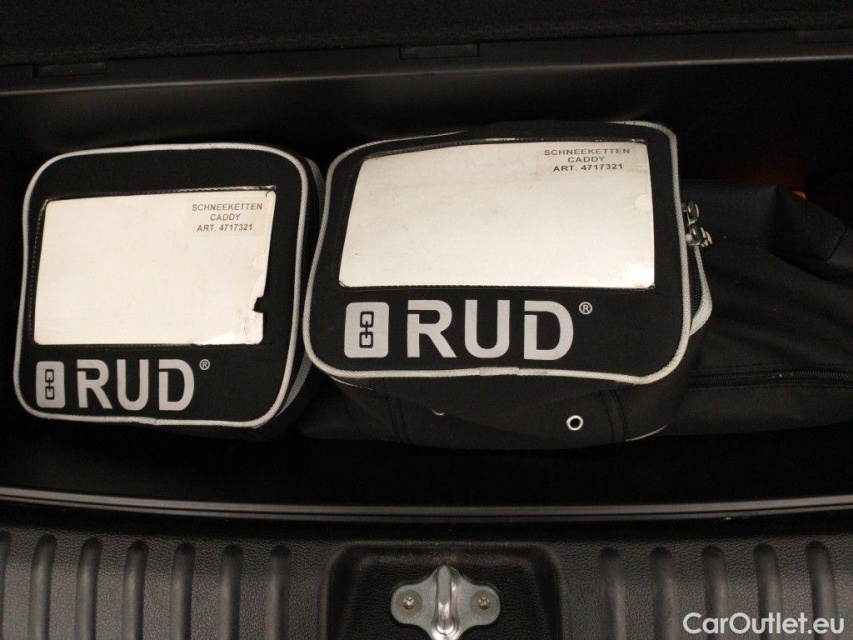 SCHNEEKETTEN
CADDY
ART. 4717321
RUD®
SCHNEEKETTEN
CADDY
ART. 4717321
RUD®
CarOutlet.eu